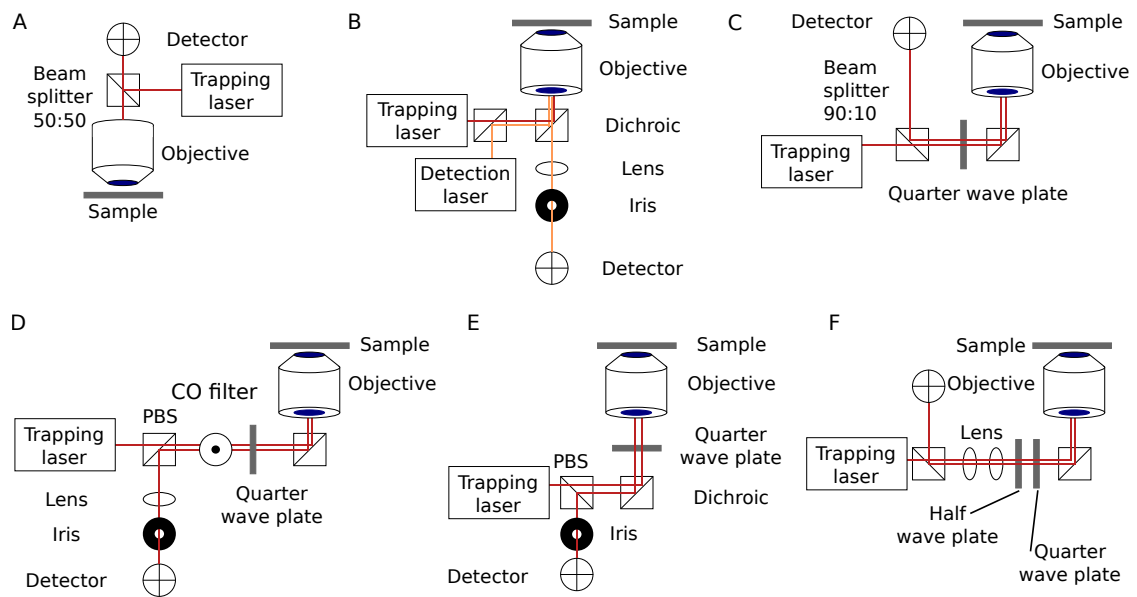 A
Detector
Beam
splitter
50:50
Trapping
laser
Objective
Sample
B
Sample
Objective
Trapping
laser
Dichroic
Detection
laser
Lens
Iris
Detector
C
Detector
Sample
Objective
Beam
splitter
90:10
Trapping
laser
Quarter wave plate
D
Sample
Objective
CO filter
PBS
Trapping
laser
Quarter
wave plate
Lens
Iris
Detector
E
Sample
Objective
Quarter
wave plate
PBS
Trapping
laser
Dichroic
Iris
Detector
F
Sample
Objective
Lens
Trapping
laser
Half
wave plate
Quarter
wave plate